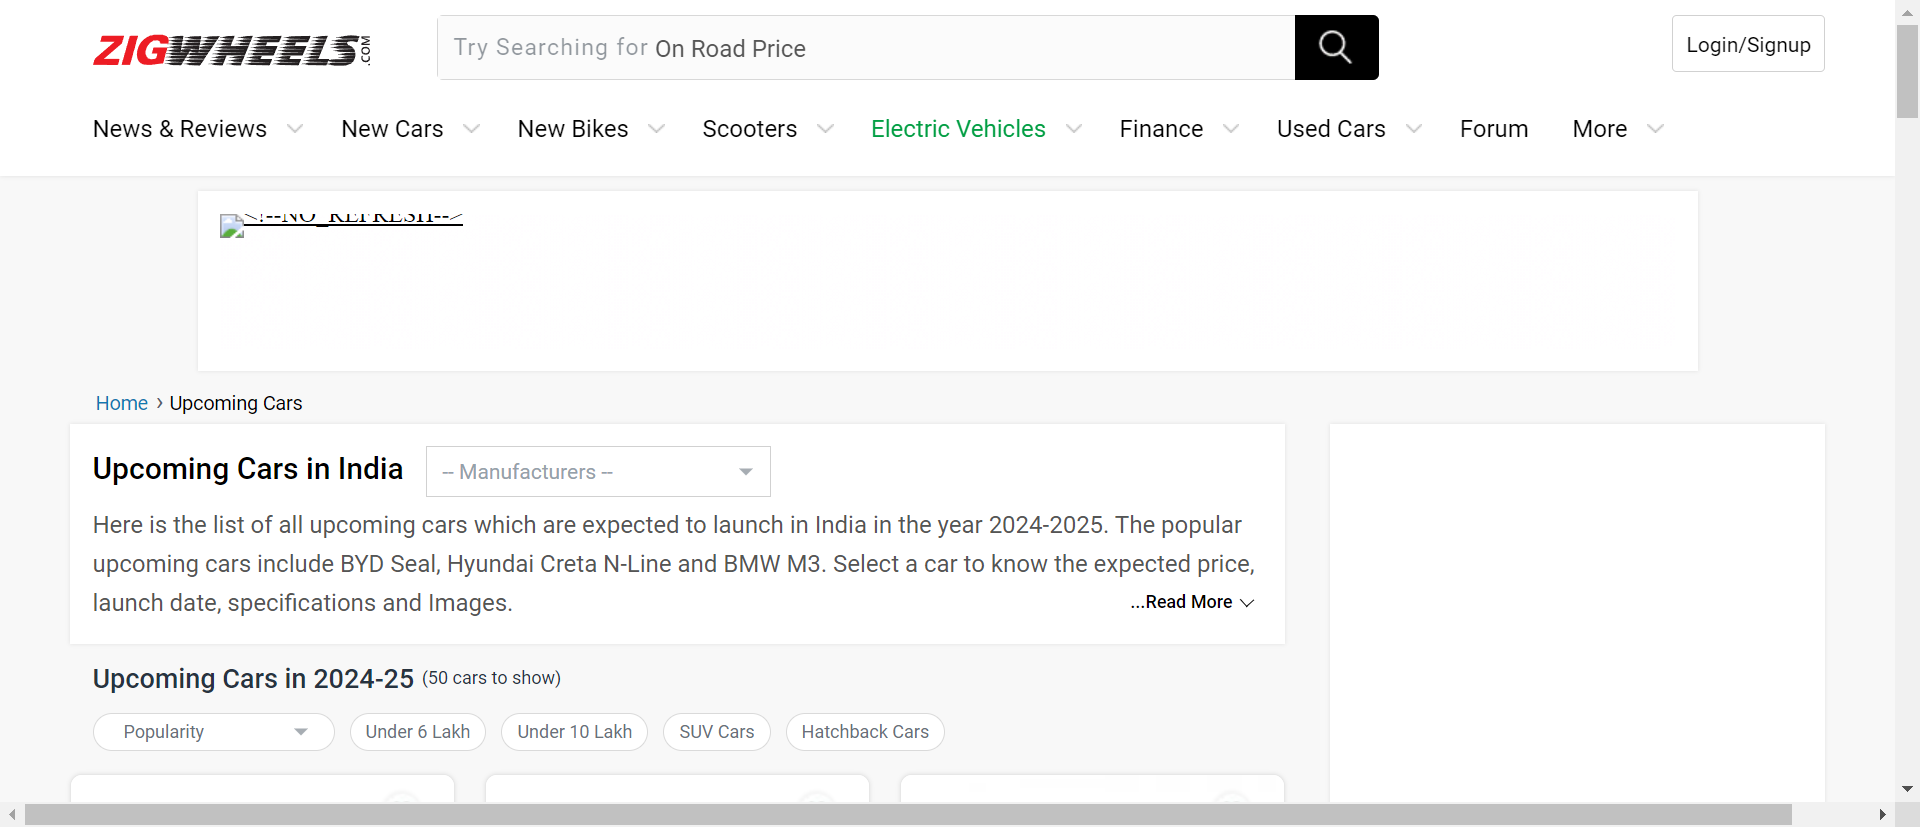 ZIGWHEELS.COM
Try Searching for On Road Price
Login/Signup
News & Reviews
New Cars
New Bikes
Scooters
Electric Vehicles
Finance
Used Cars
Forum
More
<!--NO_REFRESH-->
Home › Upcoming Cars
Upcoming Cars in India
-- Manufacturers --
Here is the list of all upcoming cars which are expected to launch in India in the year 2024-2025. The popular
upcoming cars include BYD Seal, Hyundai Creta N-Line and BMW M3. Select a car to know the expected price,
launch date, specifications and Images.
...Read More
Upcoming Cars in 2024-25 (50 cars to show)
Popularity
Under 6 Lakh
Under 10 Lakh
SUV Cars
Hatchback Cars